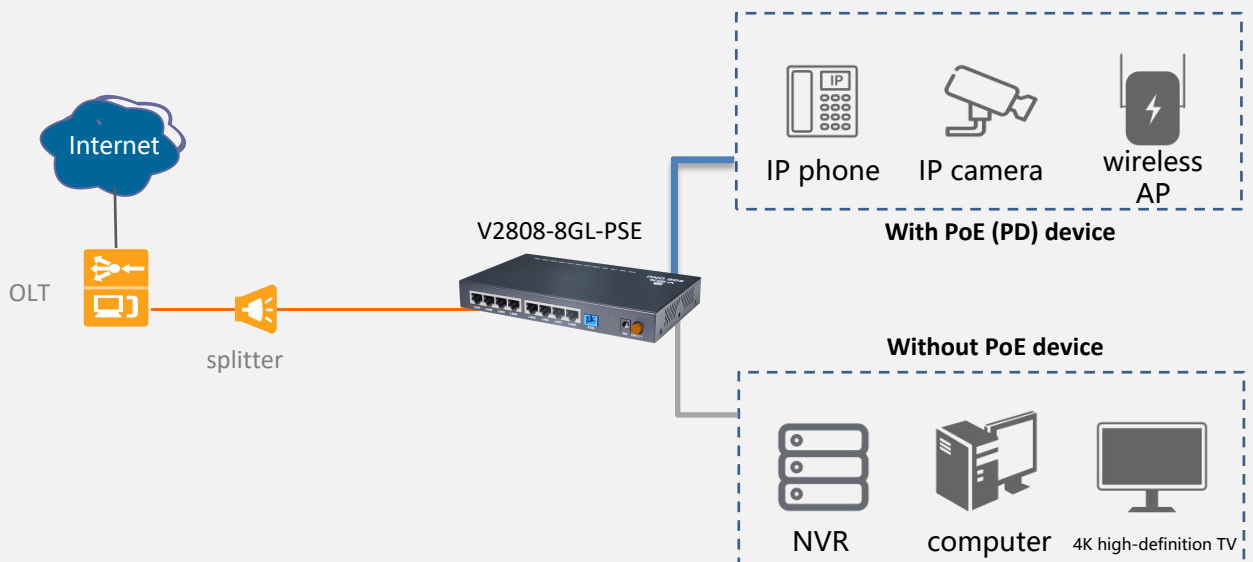 Internet
OLT
splitter
V2808-8GL-PSE
IP
IP phone
IP camera
wireless
AP
With PoE (PD) device
Without PoE device
NVR
computer
4K high-definition TV